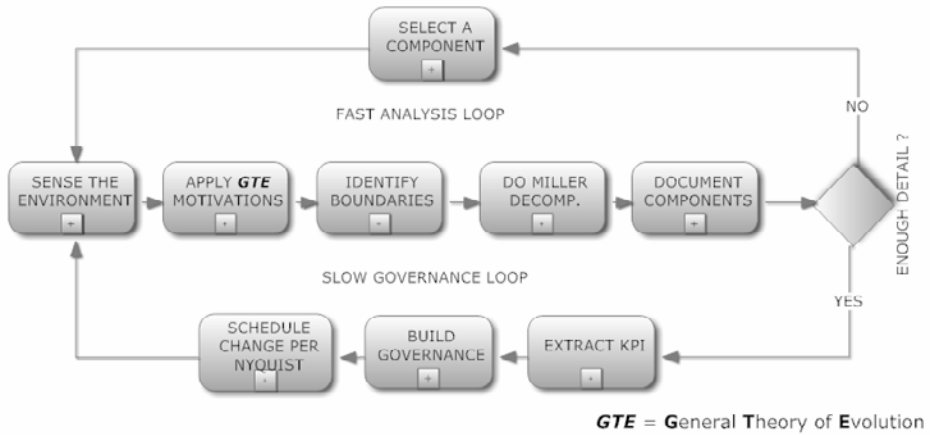 SELECT A
COMPONENT
FAST ANALYSIS LOOP
NO
ENOUGH DETAIL ?
SENSE THE
ENVIRONMENT
APPLY GTE
MOTIVATIONS
IDENTIFY
BOUNDARIES
DO MILLER
DECOMP.
DOCUMENT
COMPONENTS
SLOW GOVERNANCE LOOP
YES
SCHEDULE
CHANGE PER
NYQUIST
BUILD
GOVERNANCE
EXTRACT KPI
GTE = General Theory of Evolution